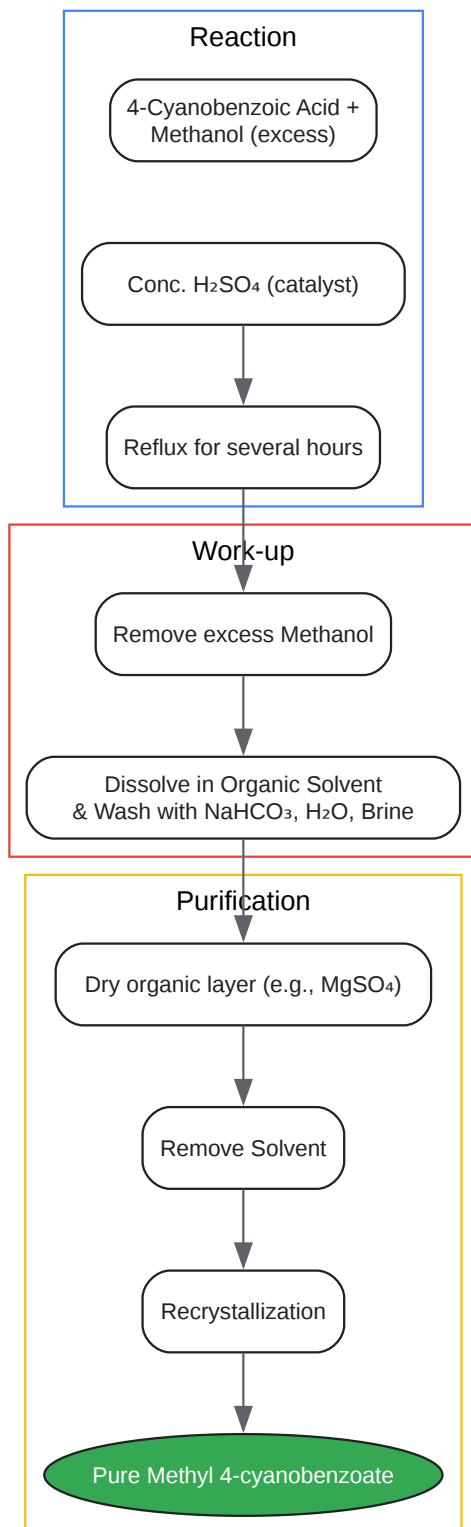 Reaction
4-Cyanobenzoic Acid +
Methanol (excess)
Conc. H₂SO₄ (catalyst)
Reflux for several hours
Work-up
Remove excess Methanol
Dissolve in Organic Solvent
& Wash with NaHCO₃, H₂O, Brine
Purification
Dry organic layer (e.g., MgSO₄)
Remove Solvent
Recrystallization
Pure Methyl 4-cyanobenzoate